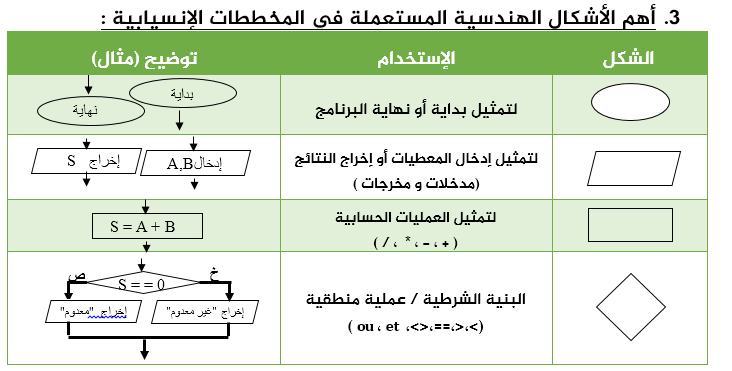 3. أهم الأشكال الهندسية المستعملة في المخططات الإنسيابية :
الشكل
الإستخدام
توضيح (مثال)
لتمثيل بداية أو نهاية البرنامج
بداية
نهاية
لتمثيل إدخال المعطيات أو إخراج النتائج
(مدخلات و مخرجات )
إدخال A,B
إخراج S
لتمثيل العمليات الحسابية
( + ، - ، * ، / )
S = A + B
البنية الشرطية / عملية منطقية
( ou ، et ،<>،==،>،<)
S = = 0
خ
ص
إخراج "غير معدوم"
إخراج "معدوم"